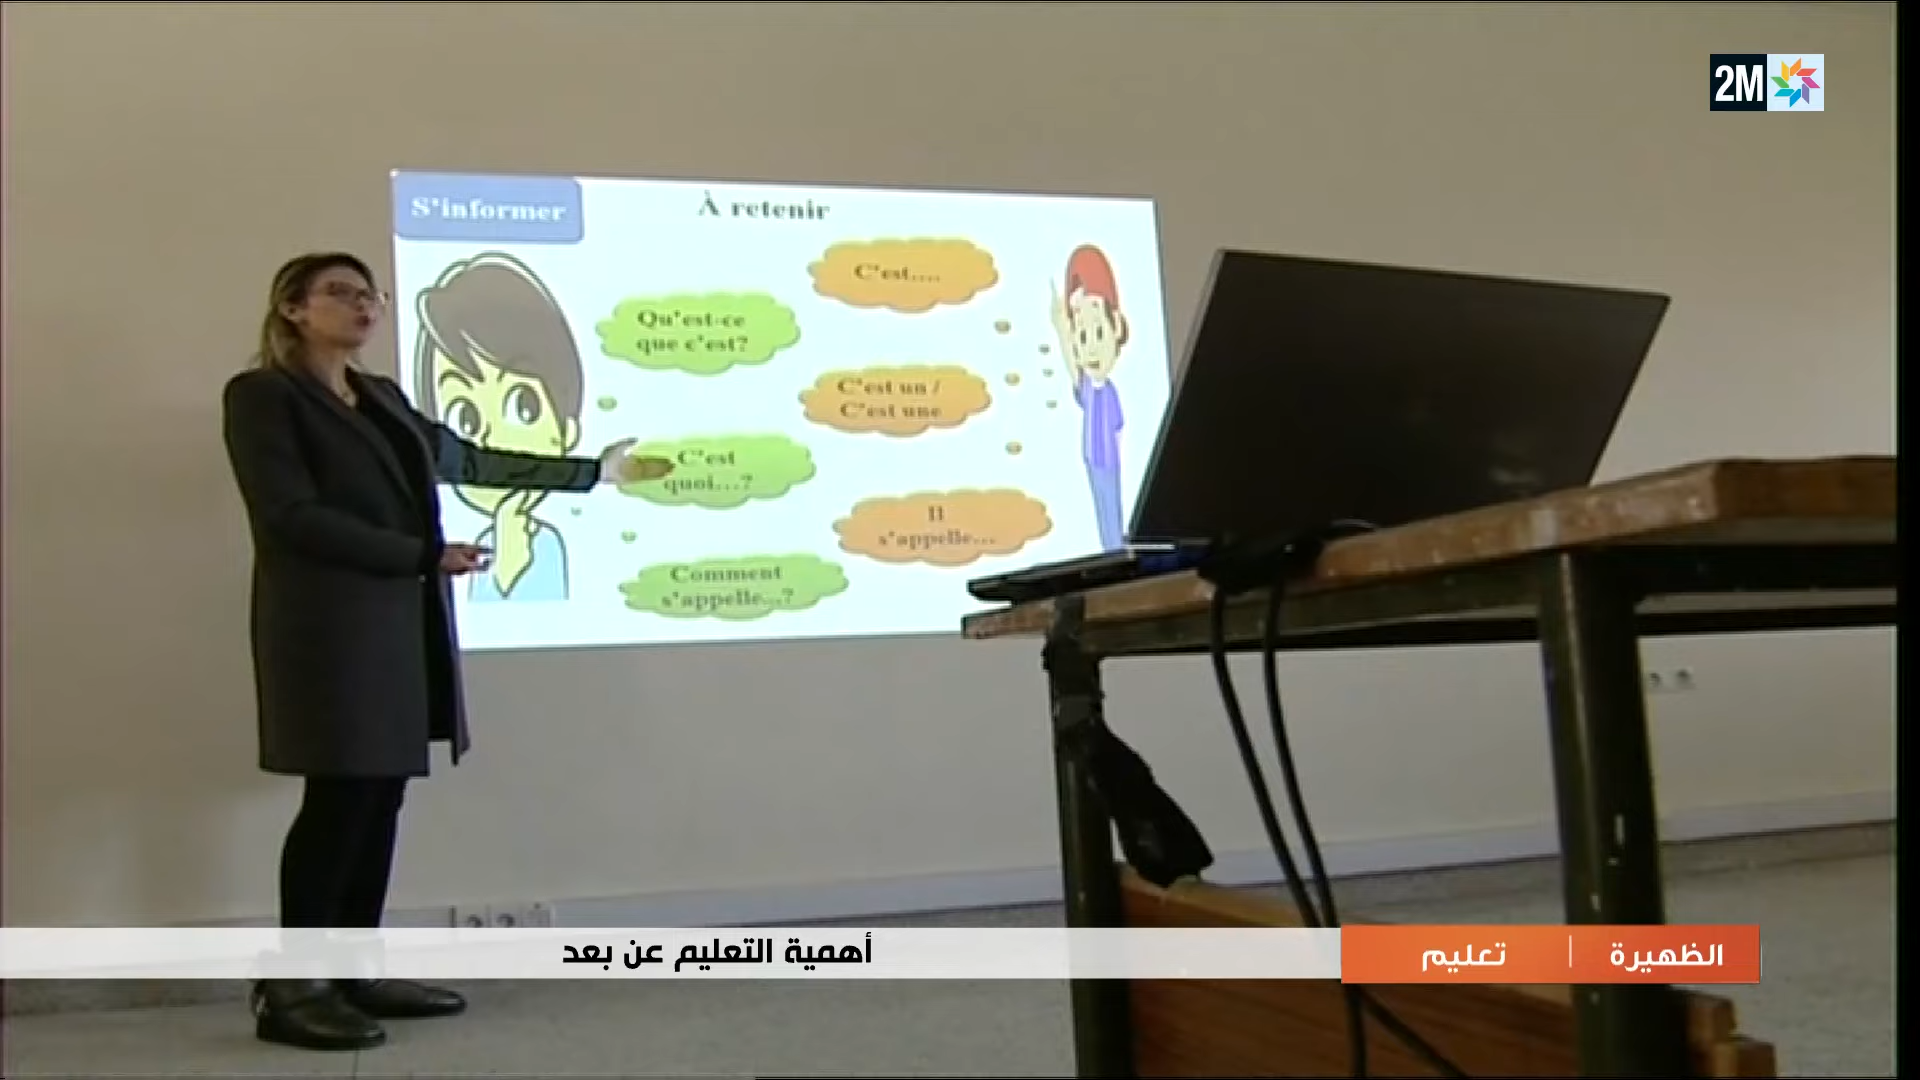 2M
S'informer
À retenir
C'est....
Qu'est-ce
que c'est?
C'est un /
C'est une
C'est
quoi...?
Il
s'appelle...
Comment
s'appelle...?
الظهيرة | تعليم
أهمية التعليم عن بعد